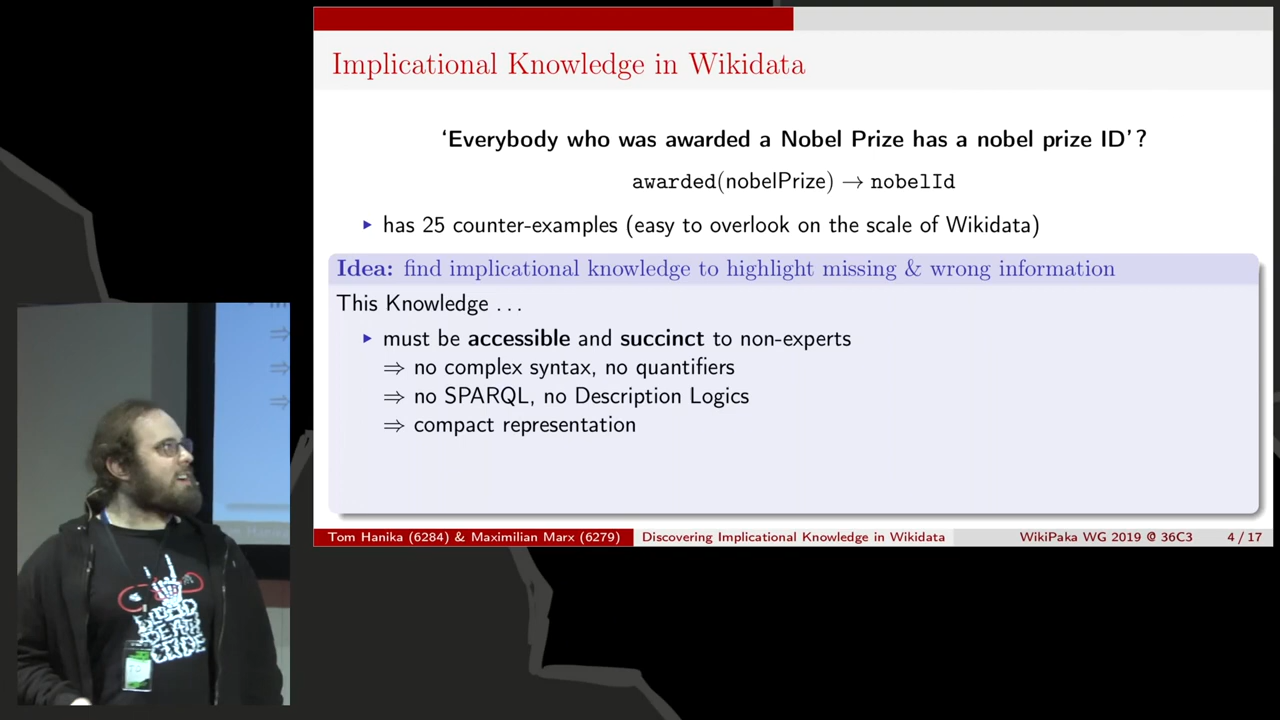 Implicational Knowledge in Wikidata
‘Everybody who was awarded a Nobel Prize has a nobel prize ID’?
awarded(nobelPrize) → nobelId
▸ has 25 counter-examples (easy to overlook on the scale of Wikidata)
Idea: find implicational knowledge to highlight missing & wrong information
This Knowledge ...
▸ must be accessible and succinct to non-experts
⇒ no complex syntax, no quantifiers
⇒ no SPARQL, no Description Logics
⇒ compact representation
Tom Hanika (6284) & Maximilian Marx (6279) Discovering Implicational Knowledge in Wikidata WikiPaka WG 2019 @ 36C3 4 / 17
DEATH